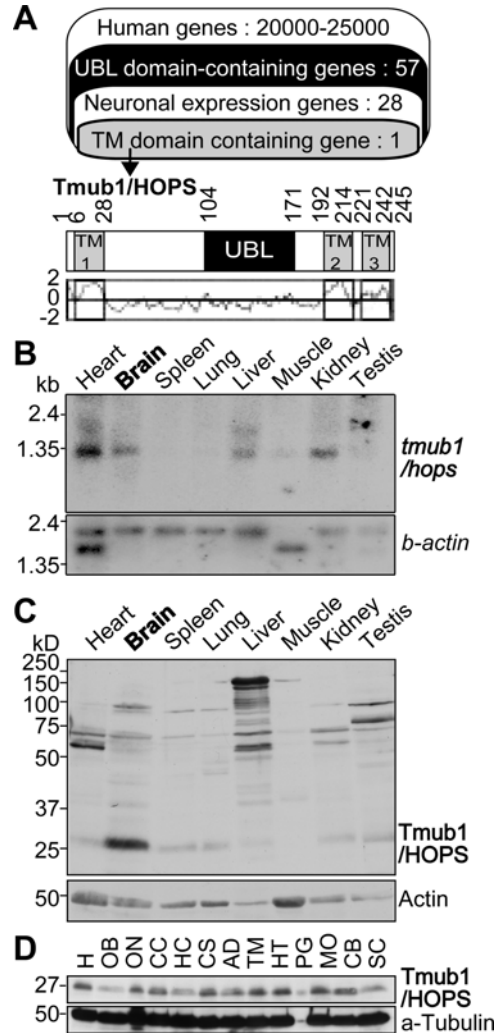 A
Human genes : 20000-25000
UBL domain-containing genes : 57
Neuronal expression genes : 28
TM domain containing gene : 1
Tmub1/HOPS
1 6 28 104 171 192 214 221 242 245
TM 1 UBL TM 2 TM 3
2
0
-2
B
Heart Brain Spleen Lung Liver Muscle Kidney Testis
kb
2.4
1.35
tmub1 /hops
2.4
1.35
b-actin
C
Heart Brain Spleen Lung Liver Muscle Kidney Testis
kD
250
150
100
75
50
37
25
Tmub1 /HOPS
50
Actin
D
H OB ON CC HC CS AD TM HT PG MO CB SC
27
Tmub1 /HOPS
50
a-Tubulin